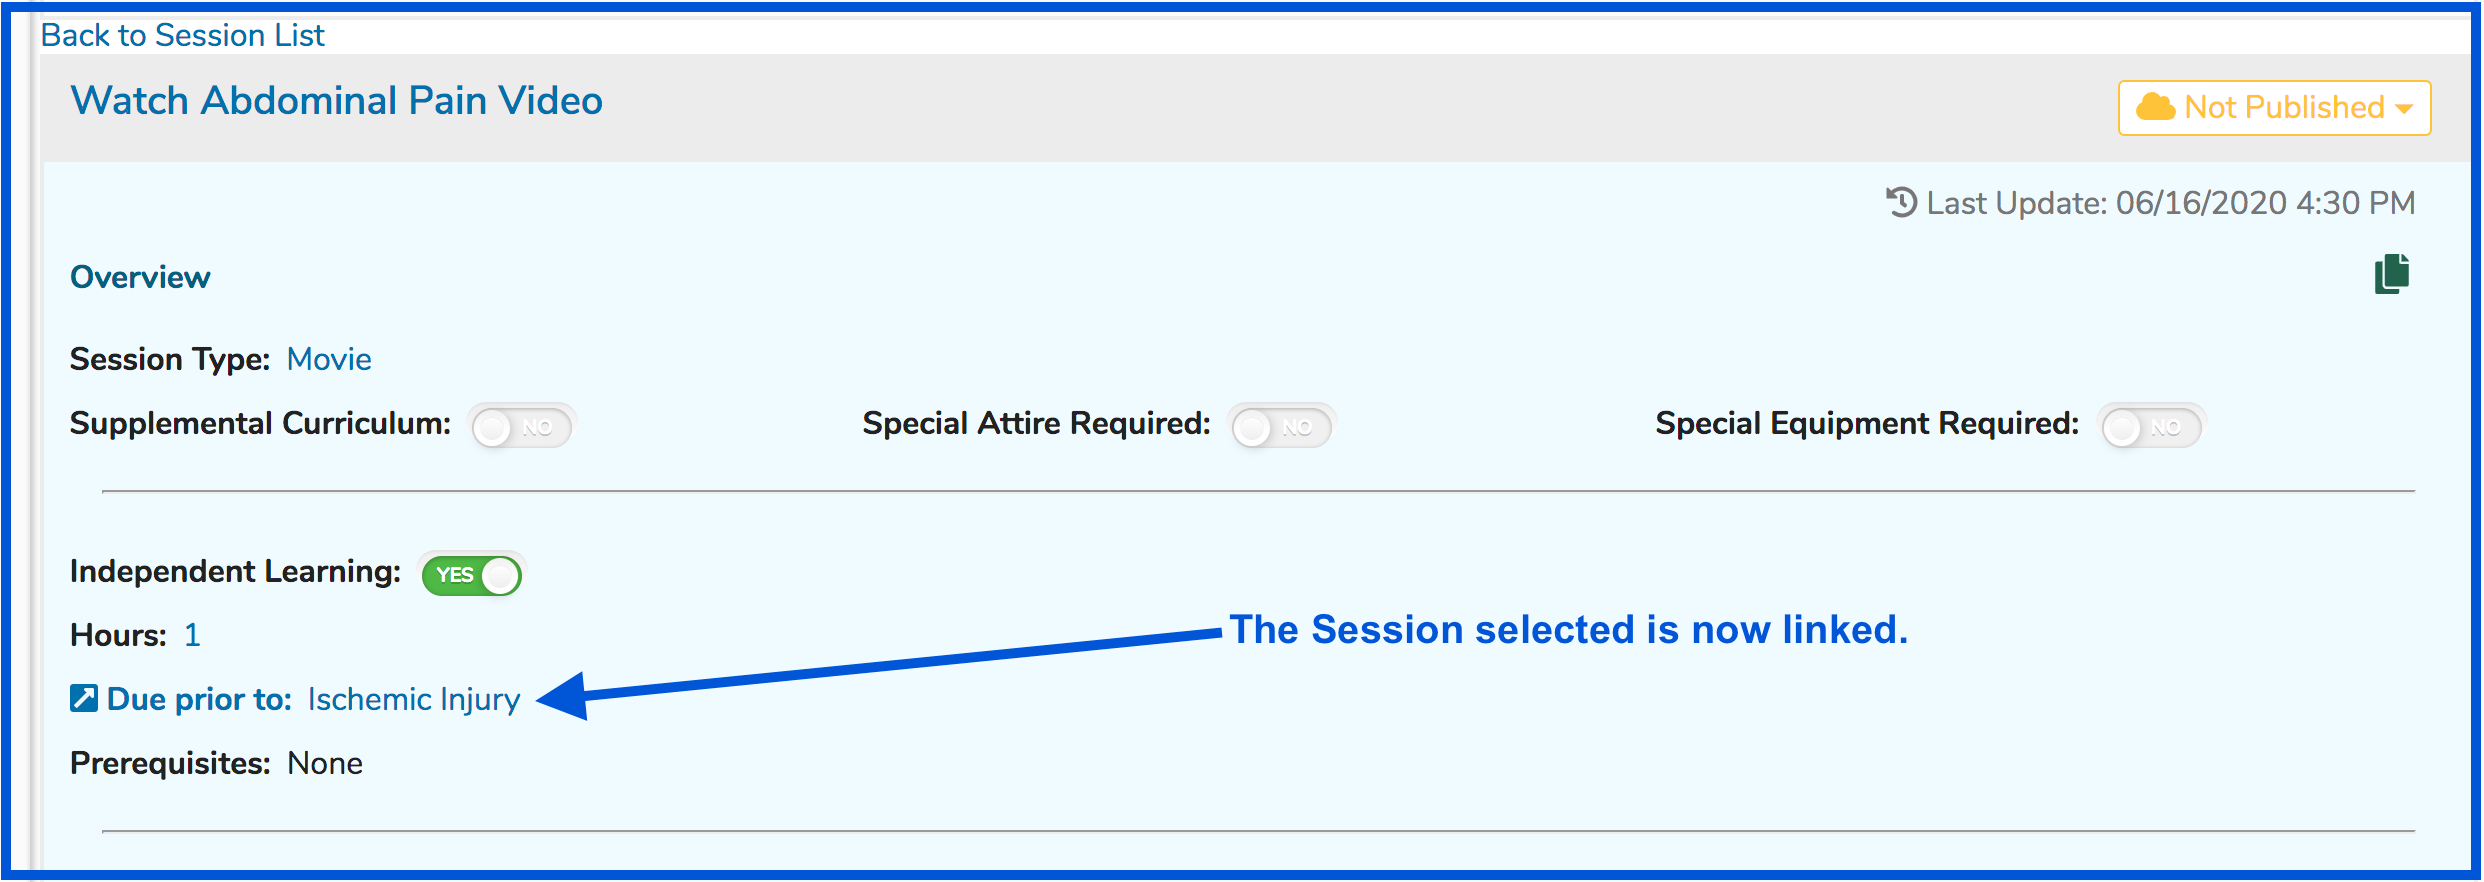 Back to Session List
Watch Abdominal Pain Video
Not Published
Last Update: 06/16/2020 4:30 PM
Overview
Session Type: Movie
Supplemental Curriculum: NO Special Attire Required: NO Special Equipment Required: NO
Independent Learning: YES
The Session selected is now linked.
Hours: 1
Due prior to: Ischemic Injury
Prerequisites: None